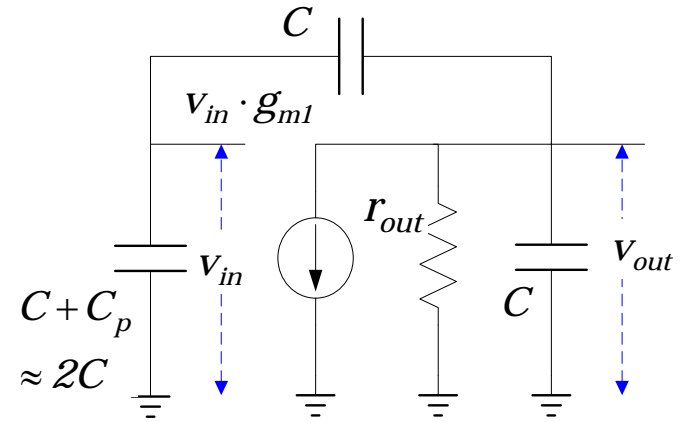 C
v_in · g_m1
r_out
v_in
v_out
C + C_p
C
≈ 2C